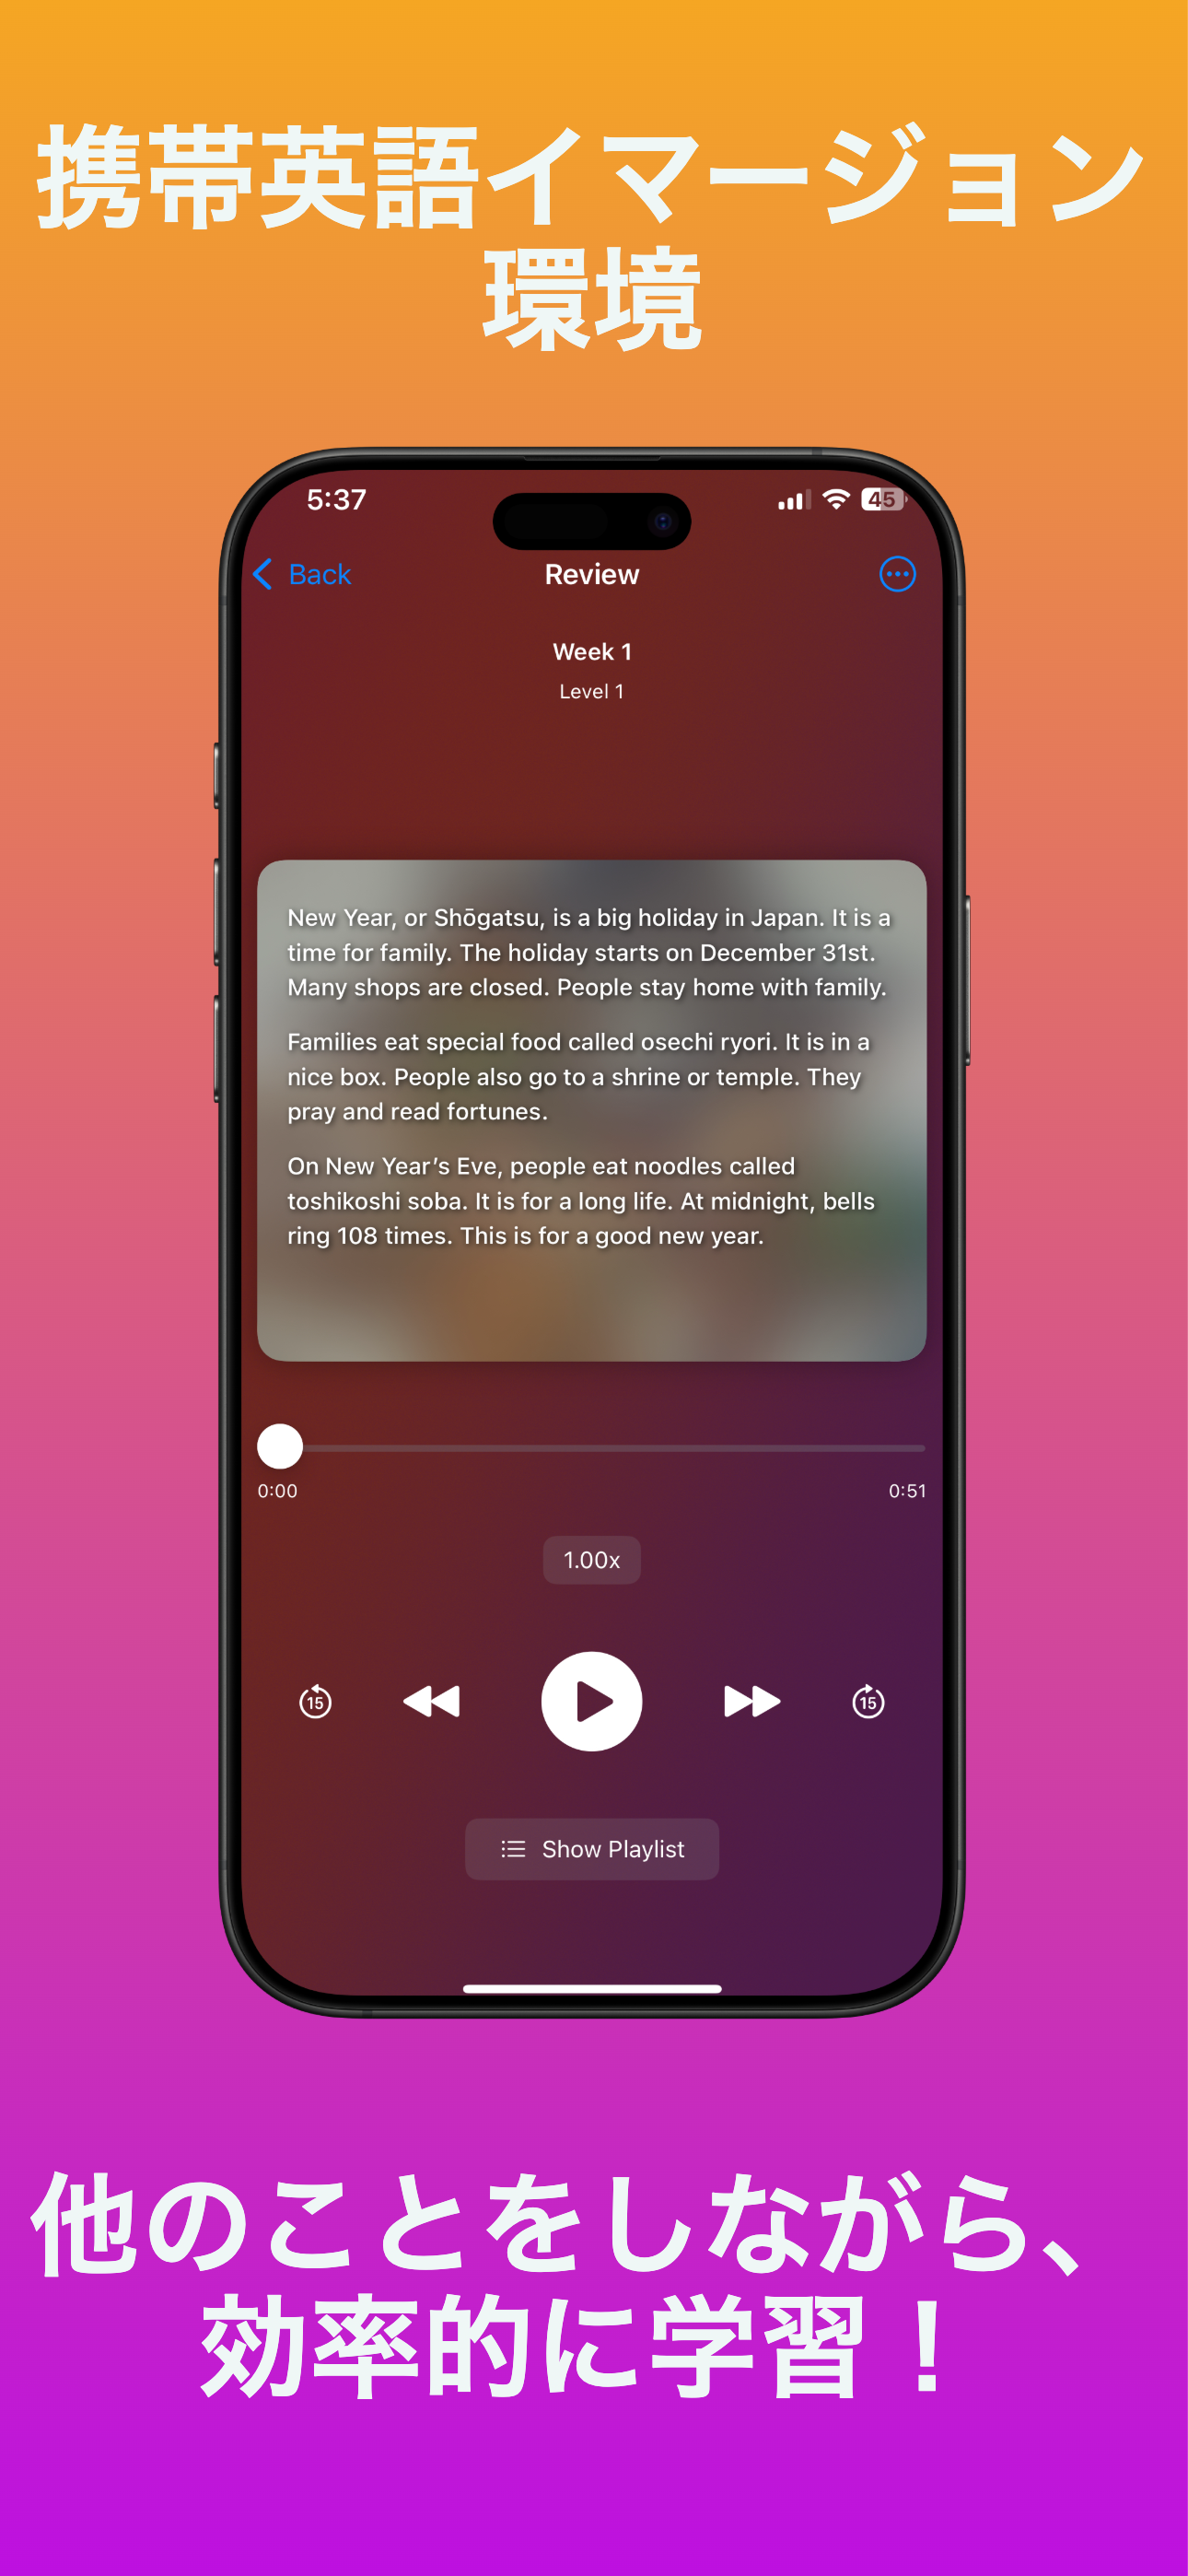 携帯英語イマージョン
環境
5:37
45
Back
Review
Week 1
Level 1
New Year, or Shōgatsu, is a big holiday in Japan. It is a
time for family. The holiday starts on December 31st.
Many shops are closed. People stay home with family.
Families eat special food called osechi ryori. It is in a
nice box. People also go to a shrine or temple. They
pray and read fortunes.
On New Year’s Eve, people eat noodles called
toshikoshi soba. It is for a long life. At midnight, bells
ring 108 times. This is for a good new year.
0:00
0:51
1.00x
15
15
Show Playlist
他のことをしながら、
効率的に学習！